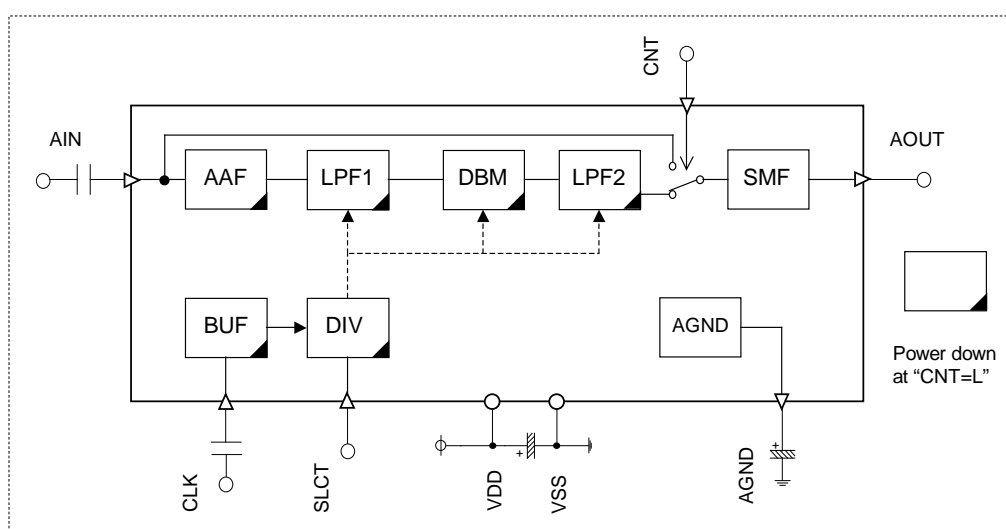 CNT
AIN
AOUT
AAF
LPF1
DBM
LPF2
SMF
BUF
DIV
AGND
Power down
at “CNT=L”
+
+
CLK
SLCT
VDD
VSS
AGND